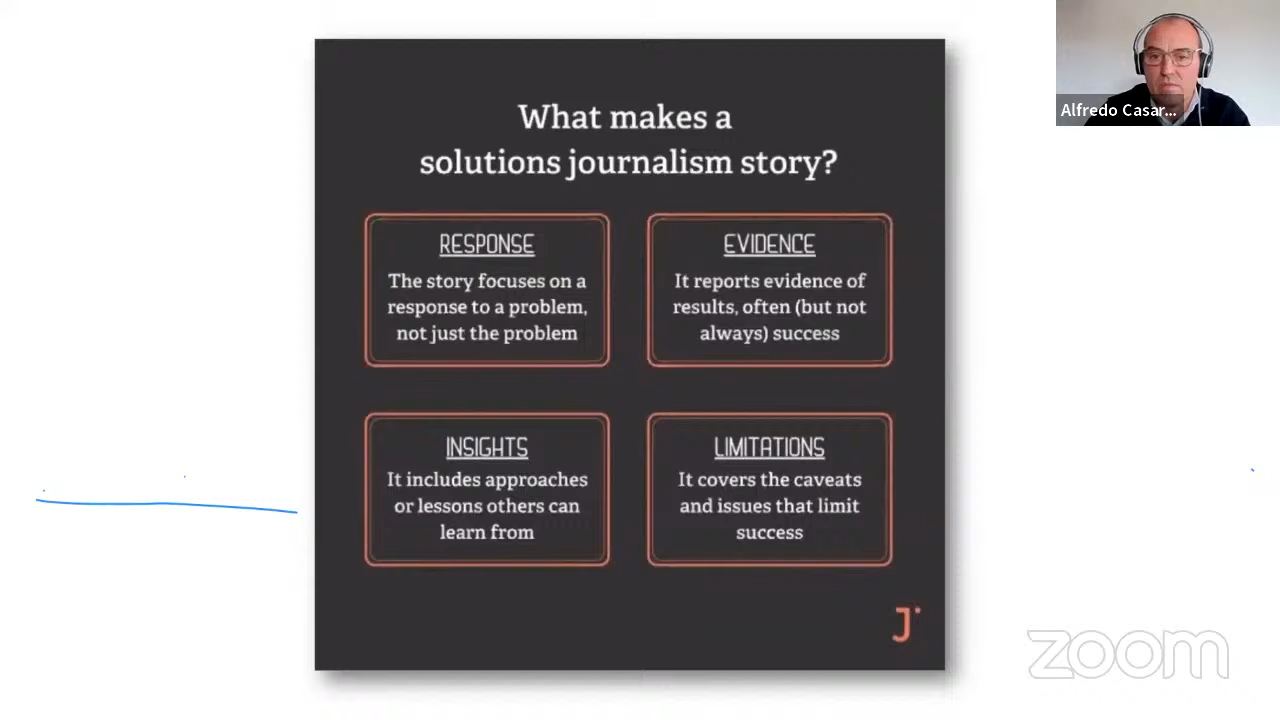 What makes a
solutions journalism story?
RESPONSE
The story focuses on a
response to a problem,
not just the problem
EVIDENCE
It reports evidence of
results, often (but not
always) success
INSIGHTS
It includes approaches
or lessons others can
learn from
LIMITATIONS
It covers the caveats
and issues that limit
success
J
Alfredo Casar...
zoom